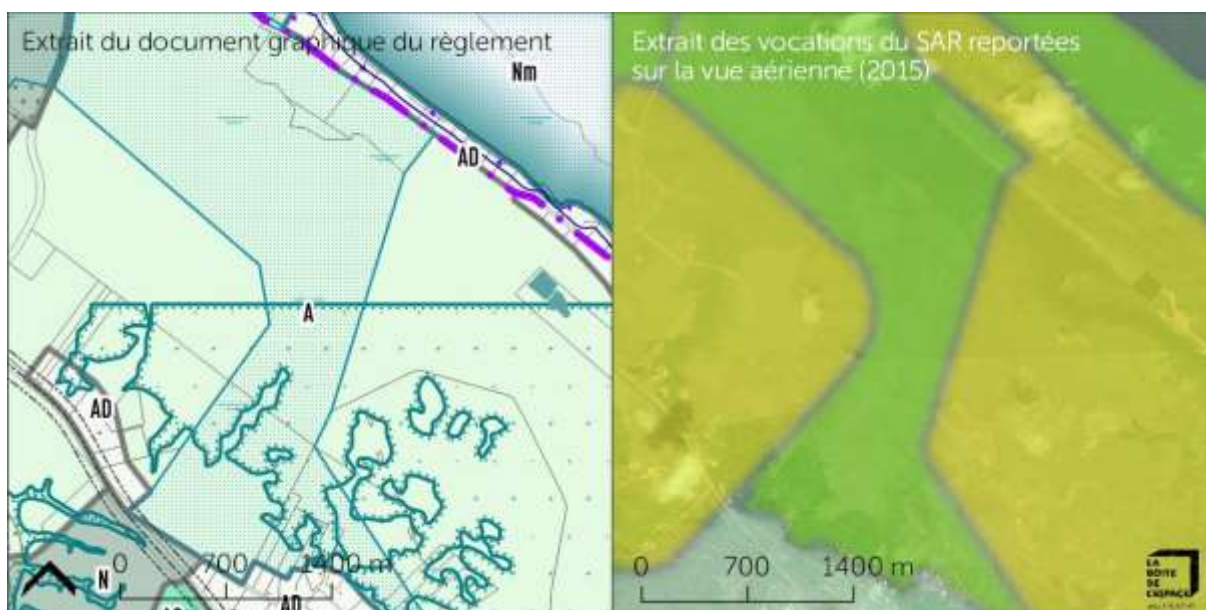 Extrait du document graphique du règlement
Nm
AD
A
AD
0 700 1400 m
N
AD
Extrait des vocations du SAR reportées
sur la vue aérienne (2015)
0 700 1400 m
LA
BOITE
DE
L'ESPACE